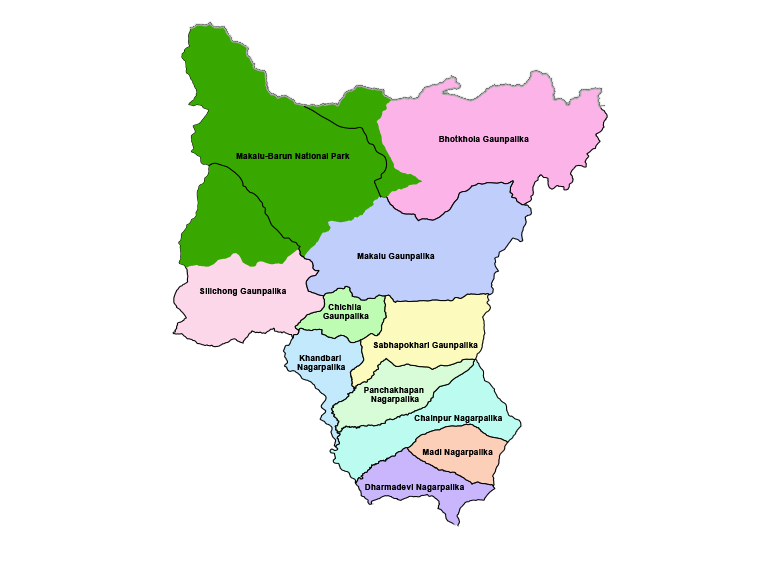 Bhotkhola Gaunpalika
Makalu-Barun National Park
Makalu Gaunpalika
Silichong Gaunpalika
Chichila
Gaunpalika
Sabhapokhari Gaunpalika
Khandbari
Nagarpalika
Panchakhapan
Nagarpalika
Chainpur Nagarpalika
Madi Nagarpalika
Dharmadevi Nagarpalika